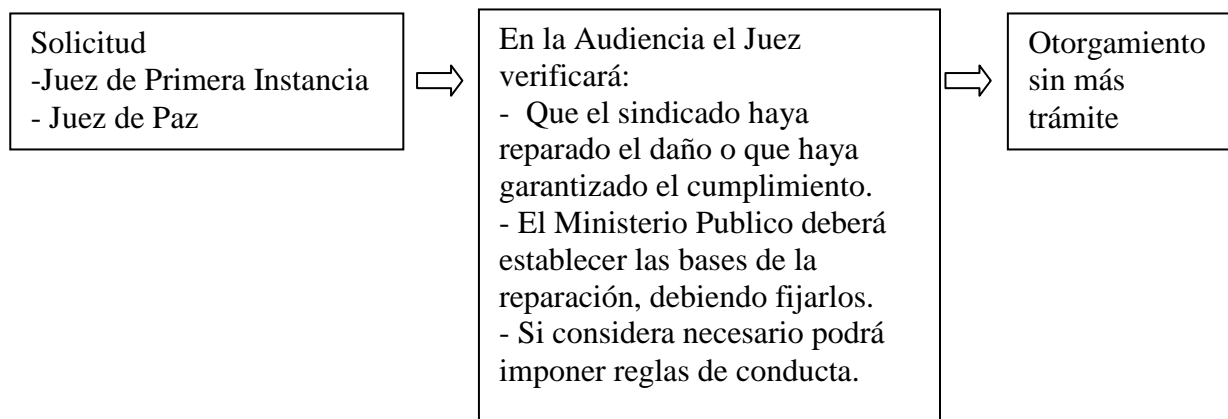 Solicitud
-Juez de Primera Instancia
- Juez de Paz
En la Audiencia el Juez
verificará:
- Que el sindicado haya
reparado el daño o que haya
garantizado el cumplimiento.
- El Ministerio Publico deberá
establecer las bases de la
reparación, debiendo fijarlos.
- Si considera necesario podrá
imponer reglas de conducta.
Otorgamiento
sin más
trámite